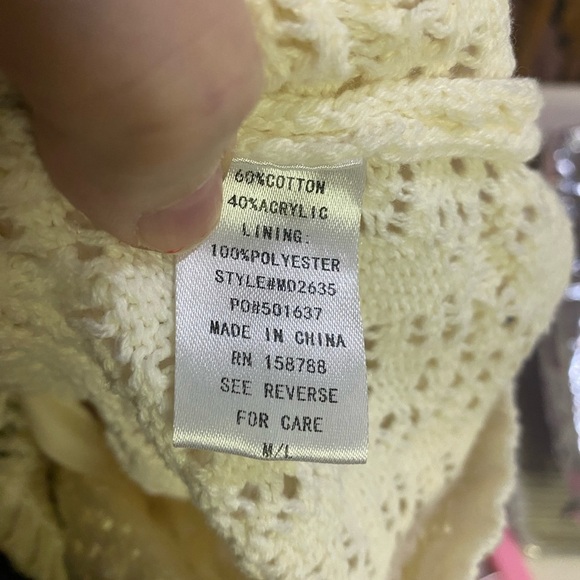 60%COTTON
40%ACRYLIC
LINING:
100%POLYESTER
STYLE#M02635
PO#501637
MADE IN CHINA
RN 158788
SEE REVERSE
FOR CARE
M/L